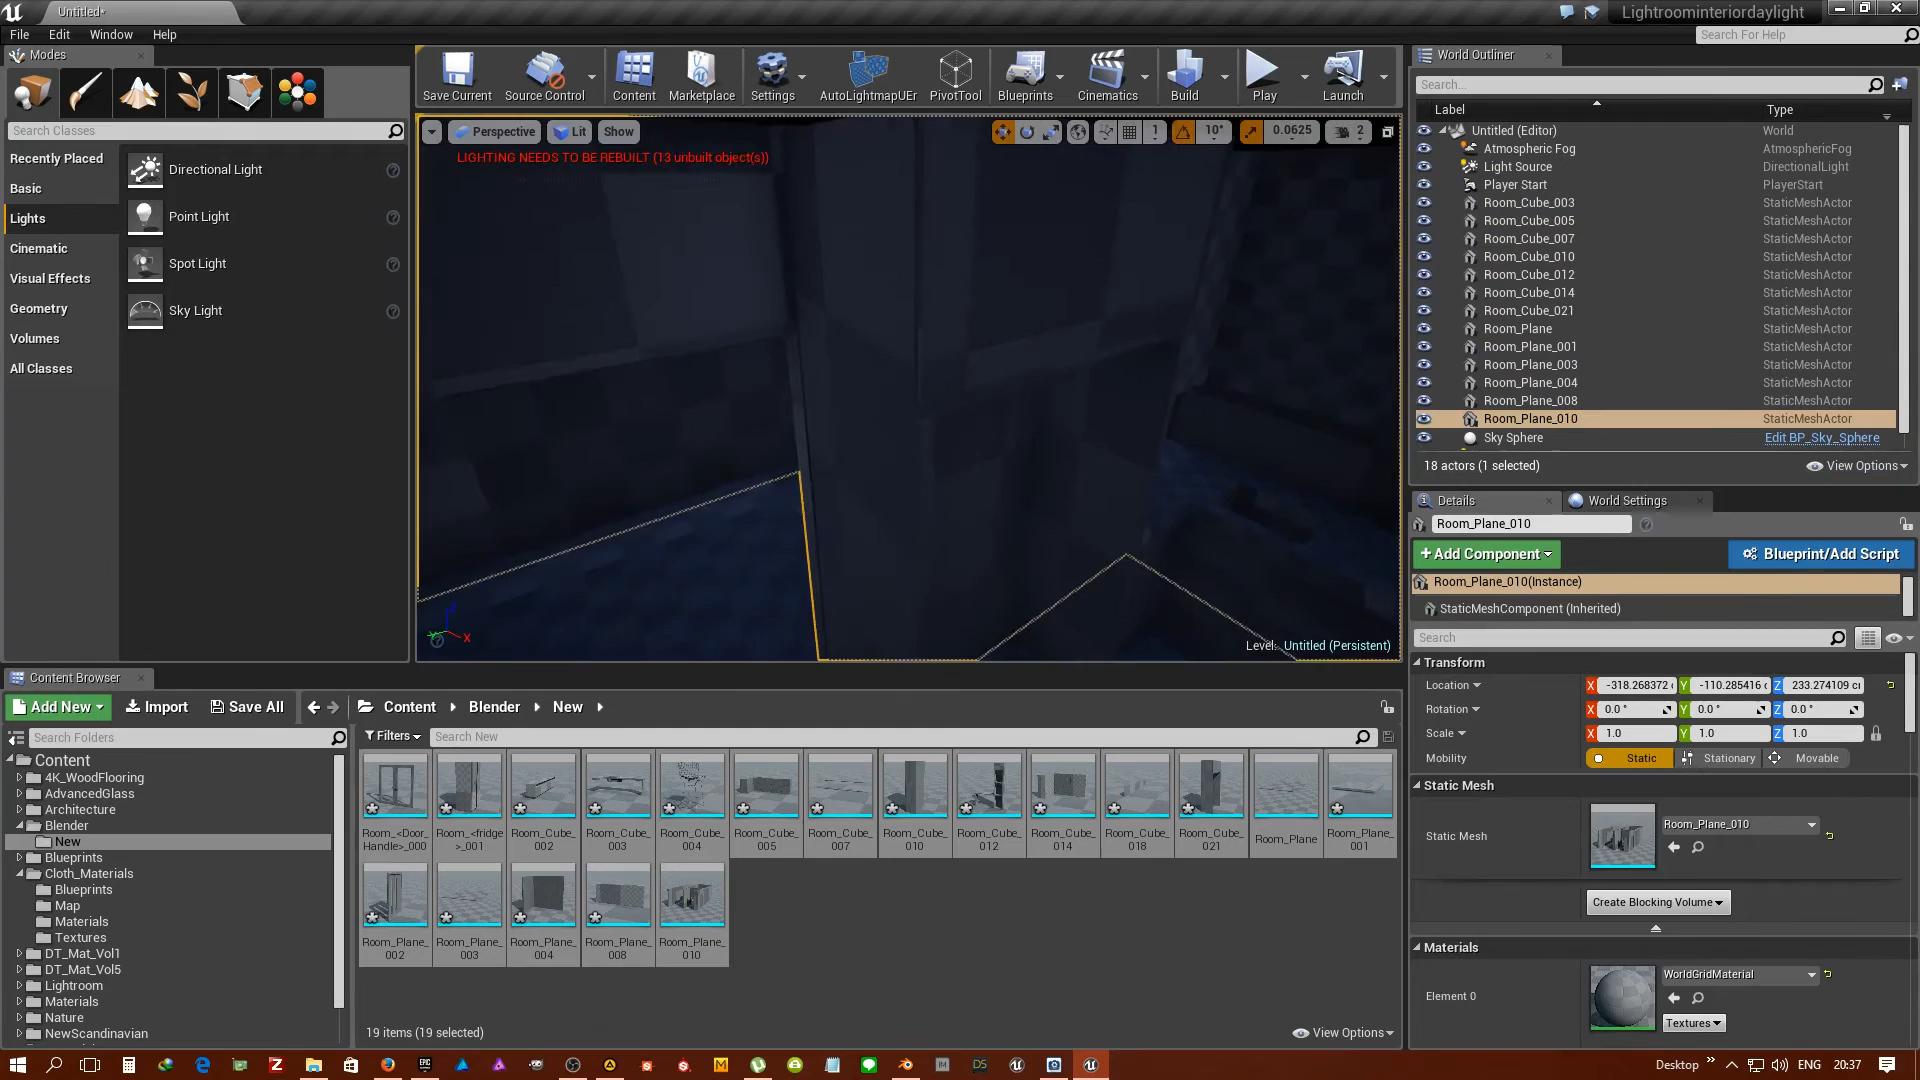 Untitled*
Lightroominteriordaylight
File Edit Window Help
Search For Help
Modes
Search Classes
Recently Placed
Basic
Lights
Cinematic
Visual Effects
Geometry
Volumes
All Classes
Directional Light
Point Light
Spot Light
Sky Light
Save Current
Source Control
Content
Marketplace
Settings
AutoLightmapUEr
PivotTool
Blueprints
Cinematics
Build
Play
Launch
Perspective Lit Show
1 10° 0.0625 2
LIGHTING NEEDS TO BE REBUILT (13 unbuilt object(s))
Z
X
Level: Untitled (Persistent)
World Outliner
Search...
Label Type
Untitled (Editor) World
Atmospheric Fog AtmosphericFog
Light Source DirectionalLight
Player Start PlayerStart
Room_Cube_003 StaticMeshActor
Room_Cube_005 StaticMeshActor
Room_Cube_007 StaticMeshActor
Room_Cube_010 StaticMeshActor
Room_Cube_012 StaticMeshActor
Room_Cube_014 StaticMeshActor
Room_Cube_021 StaticMeshActor
Room_Plane StaticMeshActor
Room_Plane_001 StaticMeshActor
Room_Plane_003 StaticMeshActor
Room_Plane_004 StaticMeshActor
Room_Plane_008 StaticMeshActor
Room_Plane_010 StaticMeshActor
Sky Sphere Edit BP_Sky_Sphere
18 actors (1 selected) View Options
Details World Settings
Room_Plane_010
+Add Component Blueprint/Add Script
Room_Plane_010(Instance)
StaticMeshComponent (Inherited)
Search
Transform
Location X -318.268372 Y -110.285416 Z 233.274109
Rotation X 0.0 ° Y 0.0 ° Z 0.0 °
Scale X 1.0 Y 1.0 Z 1.0
Mobility Static Stationary Movable
Static Mesh
Static Mesh Room_Plane_010
Create Blocking Volume
Materials
Element 0 WorldGridMaterial
Textures
Content Browser
Add New Import Save All Content Blender New
Search Folders
Filters Search New
Content
4K_WoodFlooring
AdvancedGlass
Architecture
Blender
New
Blueprints
Cloth_Materials
Blueprints
Map
Materials
Textures
DT_Mat_Vol1
DT_Mat_Vol5
Lightroom
Materials
Nature
NewScandinavian
Room_<Door_ Room_<fridge Room_Cube_ Room_Cube_ Room_Cube_ Room_Cube_ Room_Cube_ Room_Cube_ Room_Cube_ Room_Cube_ Room_Cube_ Room_Cube_ Room_Plane Room_Plane_
Handle>_000 >_001 002 003 004 005 007 010 012 014 018 021 001
Room_Plane_ Room_Plane_ Room_Plane_ Room_Plane_ Room_Plane_
002 003 004 008 010
19 items (19 selected) View Options
Desktop ENG 20:37